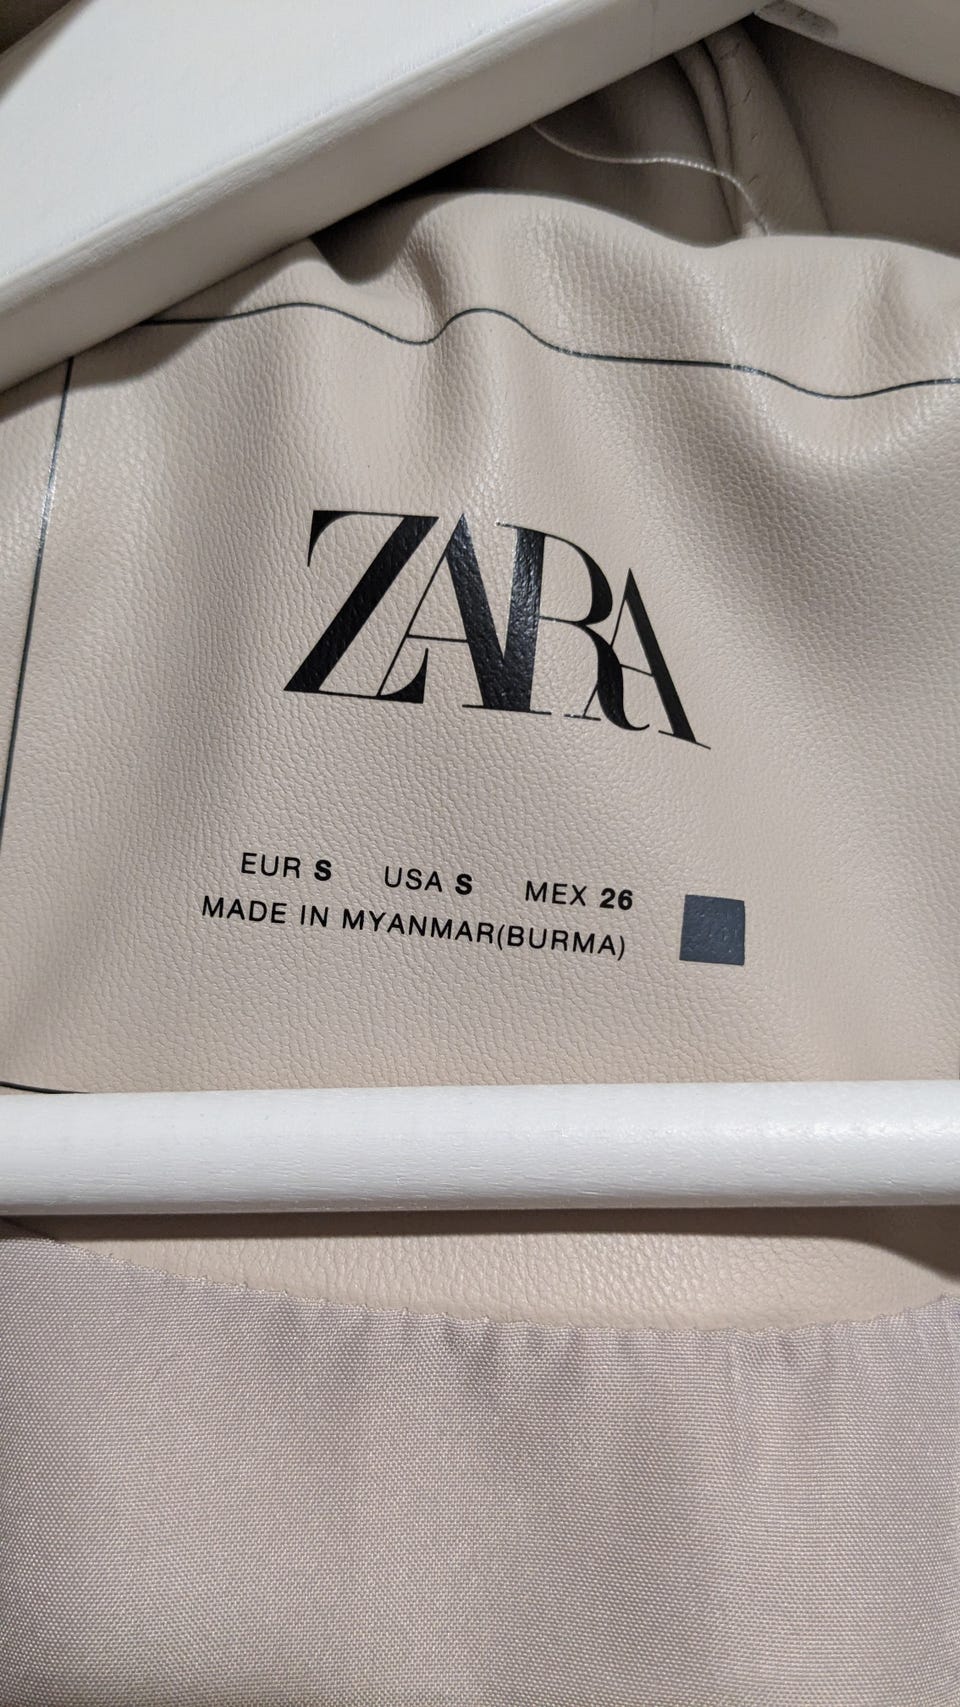 ZARA
EUR S USA S MEX 26
MADE IN MYANMAR(BURMA)